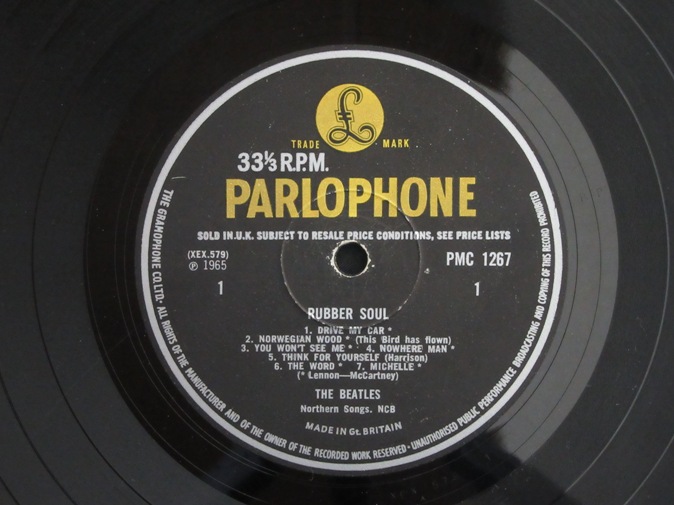 £
TRADE MARK
33⅓ R.P.M.
PARLOPHONE
SOLD IN U.K. SUBJECT TO RESALE PRICE CONDITIONS, SEE PRICE LISTS
(XEX.579)
℗ 1965
PMC 1267
1
1
RUBBER SOUL
1. DRIVE MY CAR *
2. NORWEGIAN WOOD * (This Bird has flown)
3. YOU WON'T SEE ME * 4. NOWHERE MAN *
5. THINK FOR YOURSELF (Harrison)
6. THE WORD * 7. MICHELLE *
(* Lennon—McCartney)
THE BEATLES
Northern Songs. NCB
MADE IN Gt. BRITAIN
THE GRAMOPHONE CO. LTD. · ALL RIGHTS OF THE MANUFACTURER AND OF THE OWNER OF THE RECORDED WORK RESERVED · UNAUTHORISED PUBLIC PERFORMANCE BROADCASTING AND COPYING OF THIS RECORD PROHIBITED